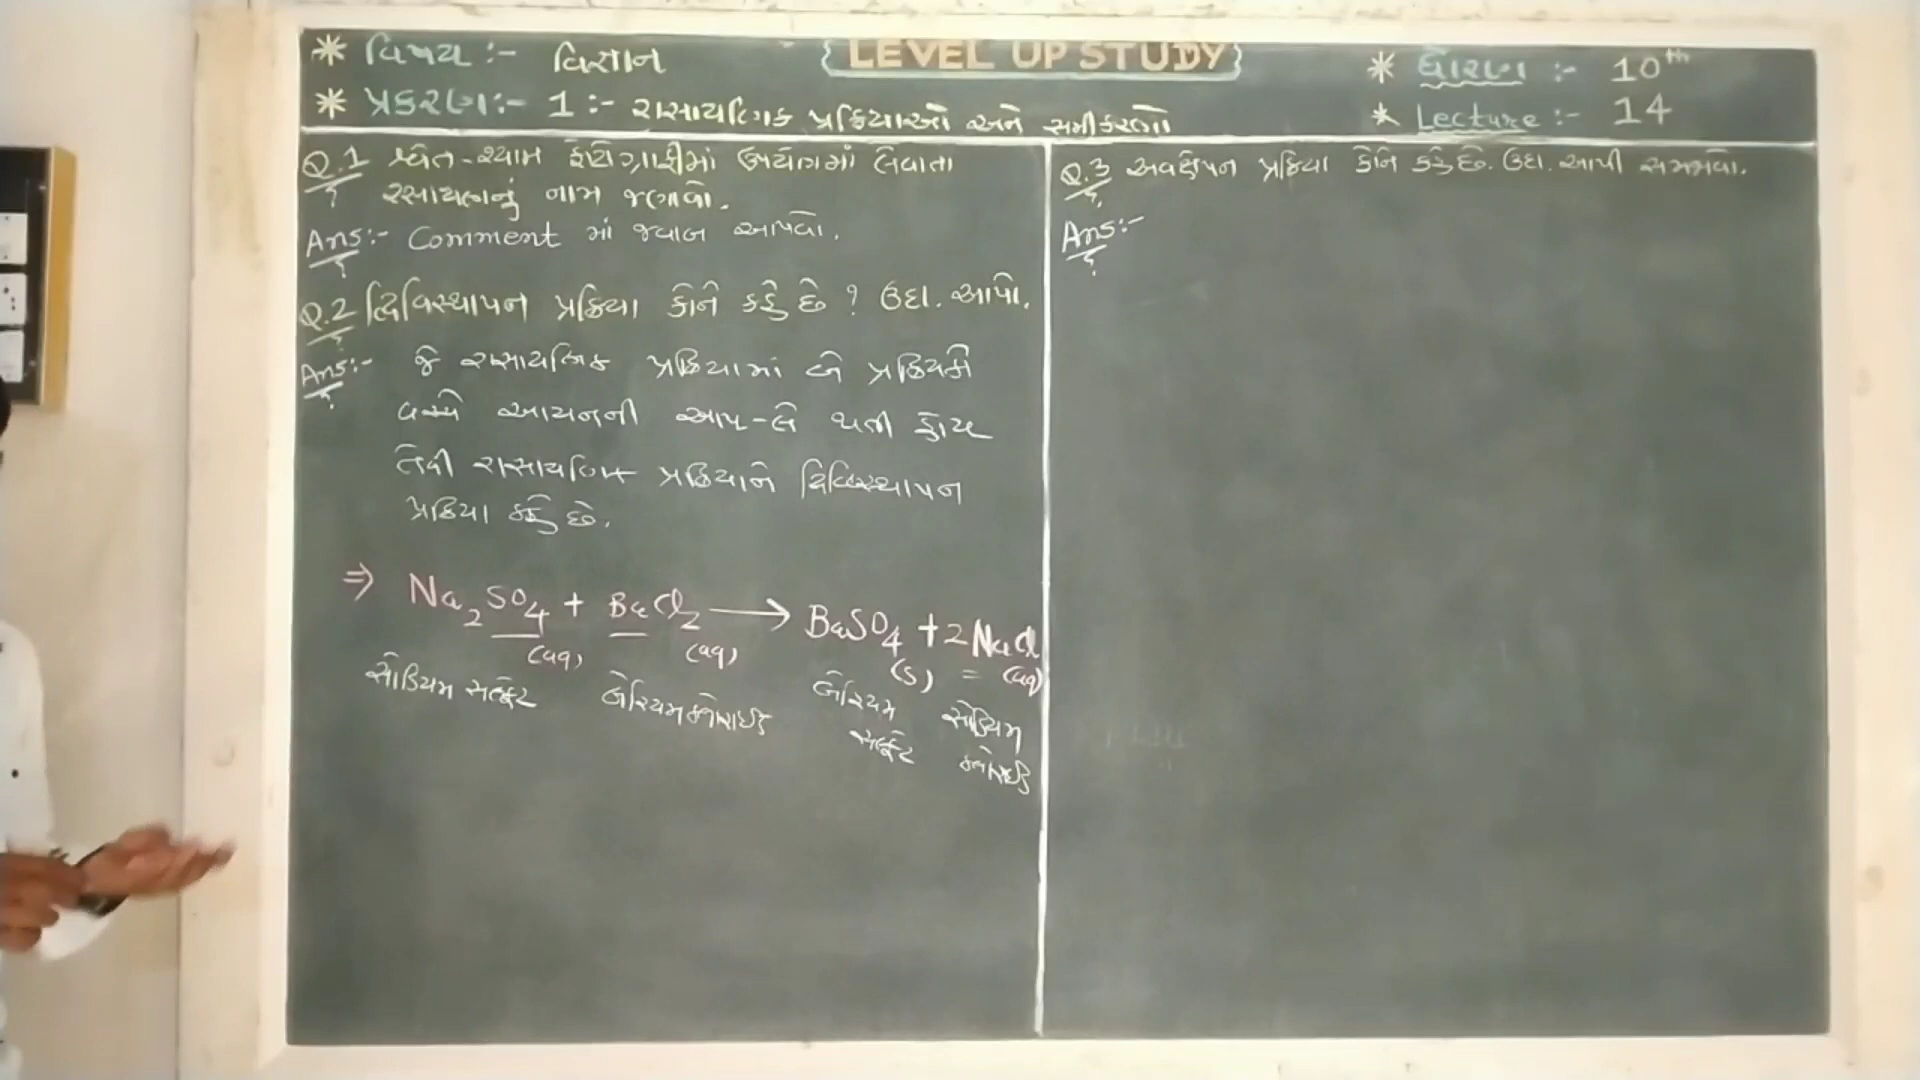 * વિષય :- વિજ્ઞાન
{LEVEL UP STUDY}
* ધોરણ :- 10th
* પ્રકરણ:- 1 :- રાસાયણિક પ્રક્રિયાઓ અને સમીકરણો
* Lecture :- 14
Q.1 શ્વેત-શ્યામ ફોટોગ્રાફીમાં ઉપયોગમાં લેવાતા
રસાયણનું નામ જણાવો.
Ans:- Comment માં જવાબ આપવો.
Q.2 દ્વિવિસ્થાપન પ્રક્રિયા કોને કહે છે ? ઉદા. આપો.
Ans:- જે રાસાયણિક પ્રક્રિયામાં બે પ્રક્રિયકો
વચ્ચે આયનની આપ-લે થતી હોય
તેવી રાસાયણિક પ્રક્રિયાને દ્વિવિસ્થાપન
પ્રક્રિયા કહે છે.
⇒ Na₂SO₄ + BaCl₂ ⟶ BaSO₄ + 2NaCl
(aq) (aq) (s) (aq)
સોડિયમ સલ્ફેટ બેરિયમ ક્લોરાઈડ બેરિયમ સોડિયમ
સલ્ફેટ ક્લોરાઈડ
Q.3 અવક્ષેપન પ્રક્રિયા કોને કહે છે. ઉદા. આપી સમજાવો.
Ans:-